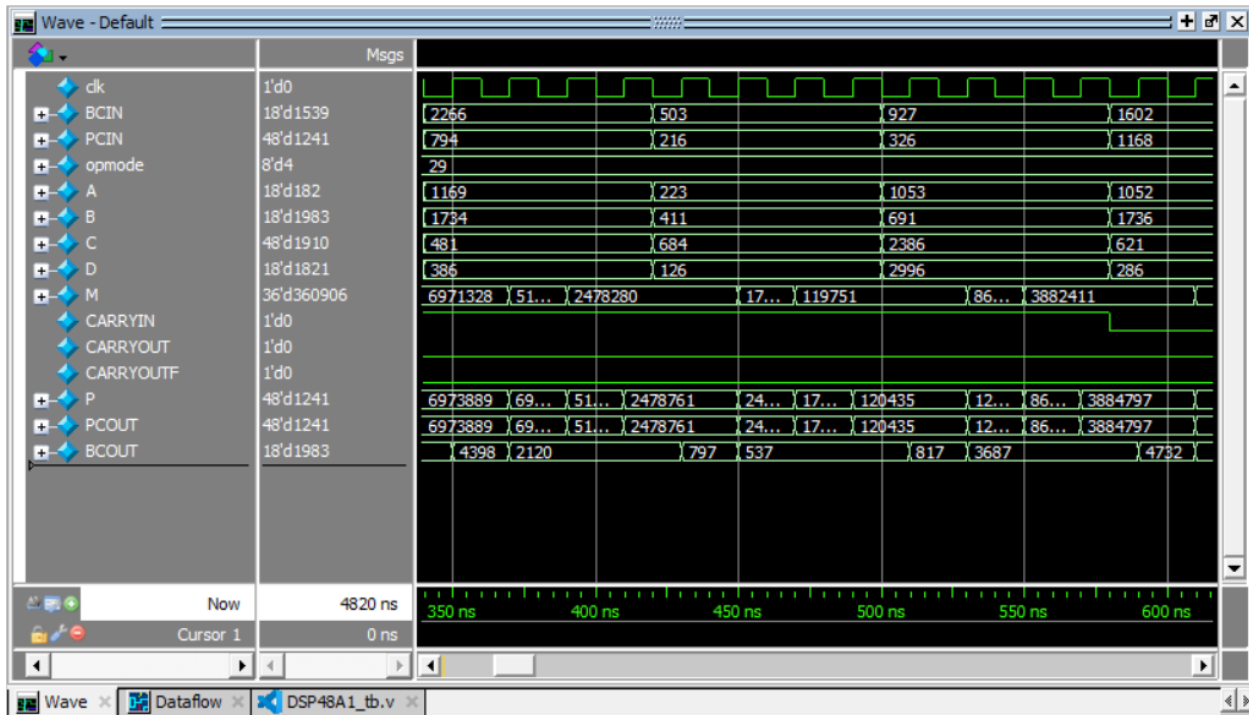 Wave - Default
Msgs
clk 1'd0
BCIN 18'd1539 2266 503 927 1602
PCIN 48'd1241 794 216 326 1168
opmode 8'd4 29
A 18'd182 1169 223 1053 1052
B 18'd1983 1734 411 691 1736
C 48'd1910 481 684 2386 621
D 18'd1821 386 126 2996 286
M 36'd360906 6971328 51... 2478280 17... 119751 86... 3882411
CARRYIN 1'd0
CARRYOUT 1'd0
CARRYOUTF 1'd0
P 48'd1241 6973889 69... 51... 2478761 24... 17... 120435 12... 86... 3884797
PCOUT 48'd1241 6973889 69... 51... 2478761 24... 17... 120435 12... 86... 3884797
BCOUT 18'd1983 4398 2120 797 537 817 3687 4732
Now 4820 ns 350 ns 400 ns 450 ns 500 ns 550 ns 600 ns
Cursor 1 0 ns
Wave Dataflow DSP48A1_tb.v